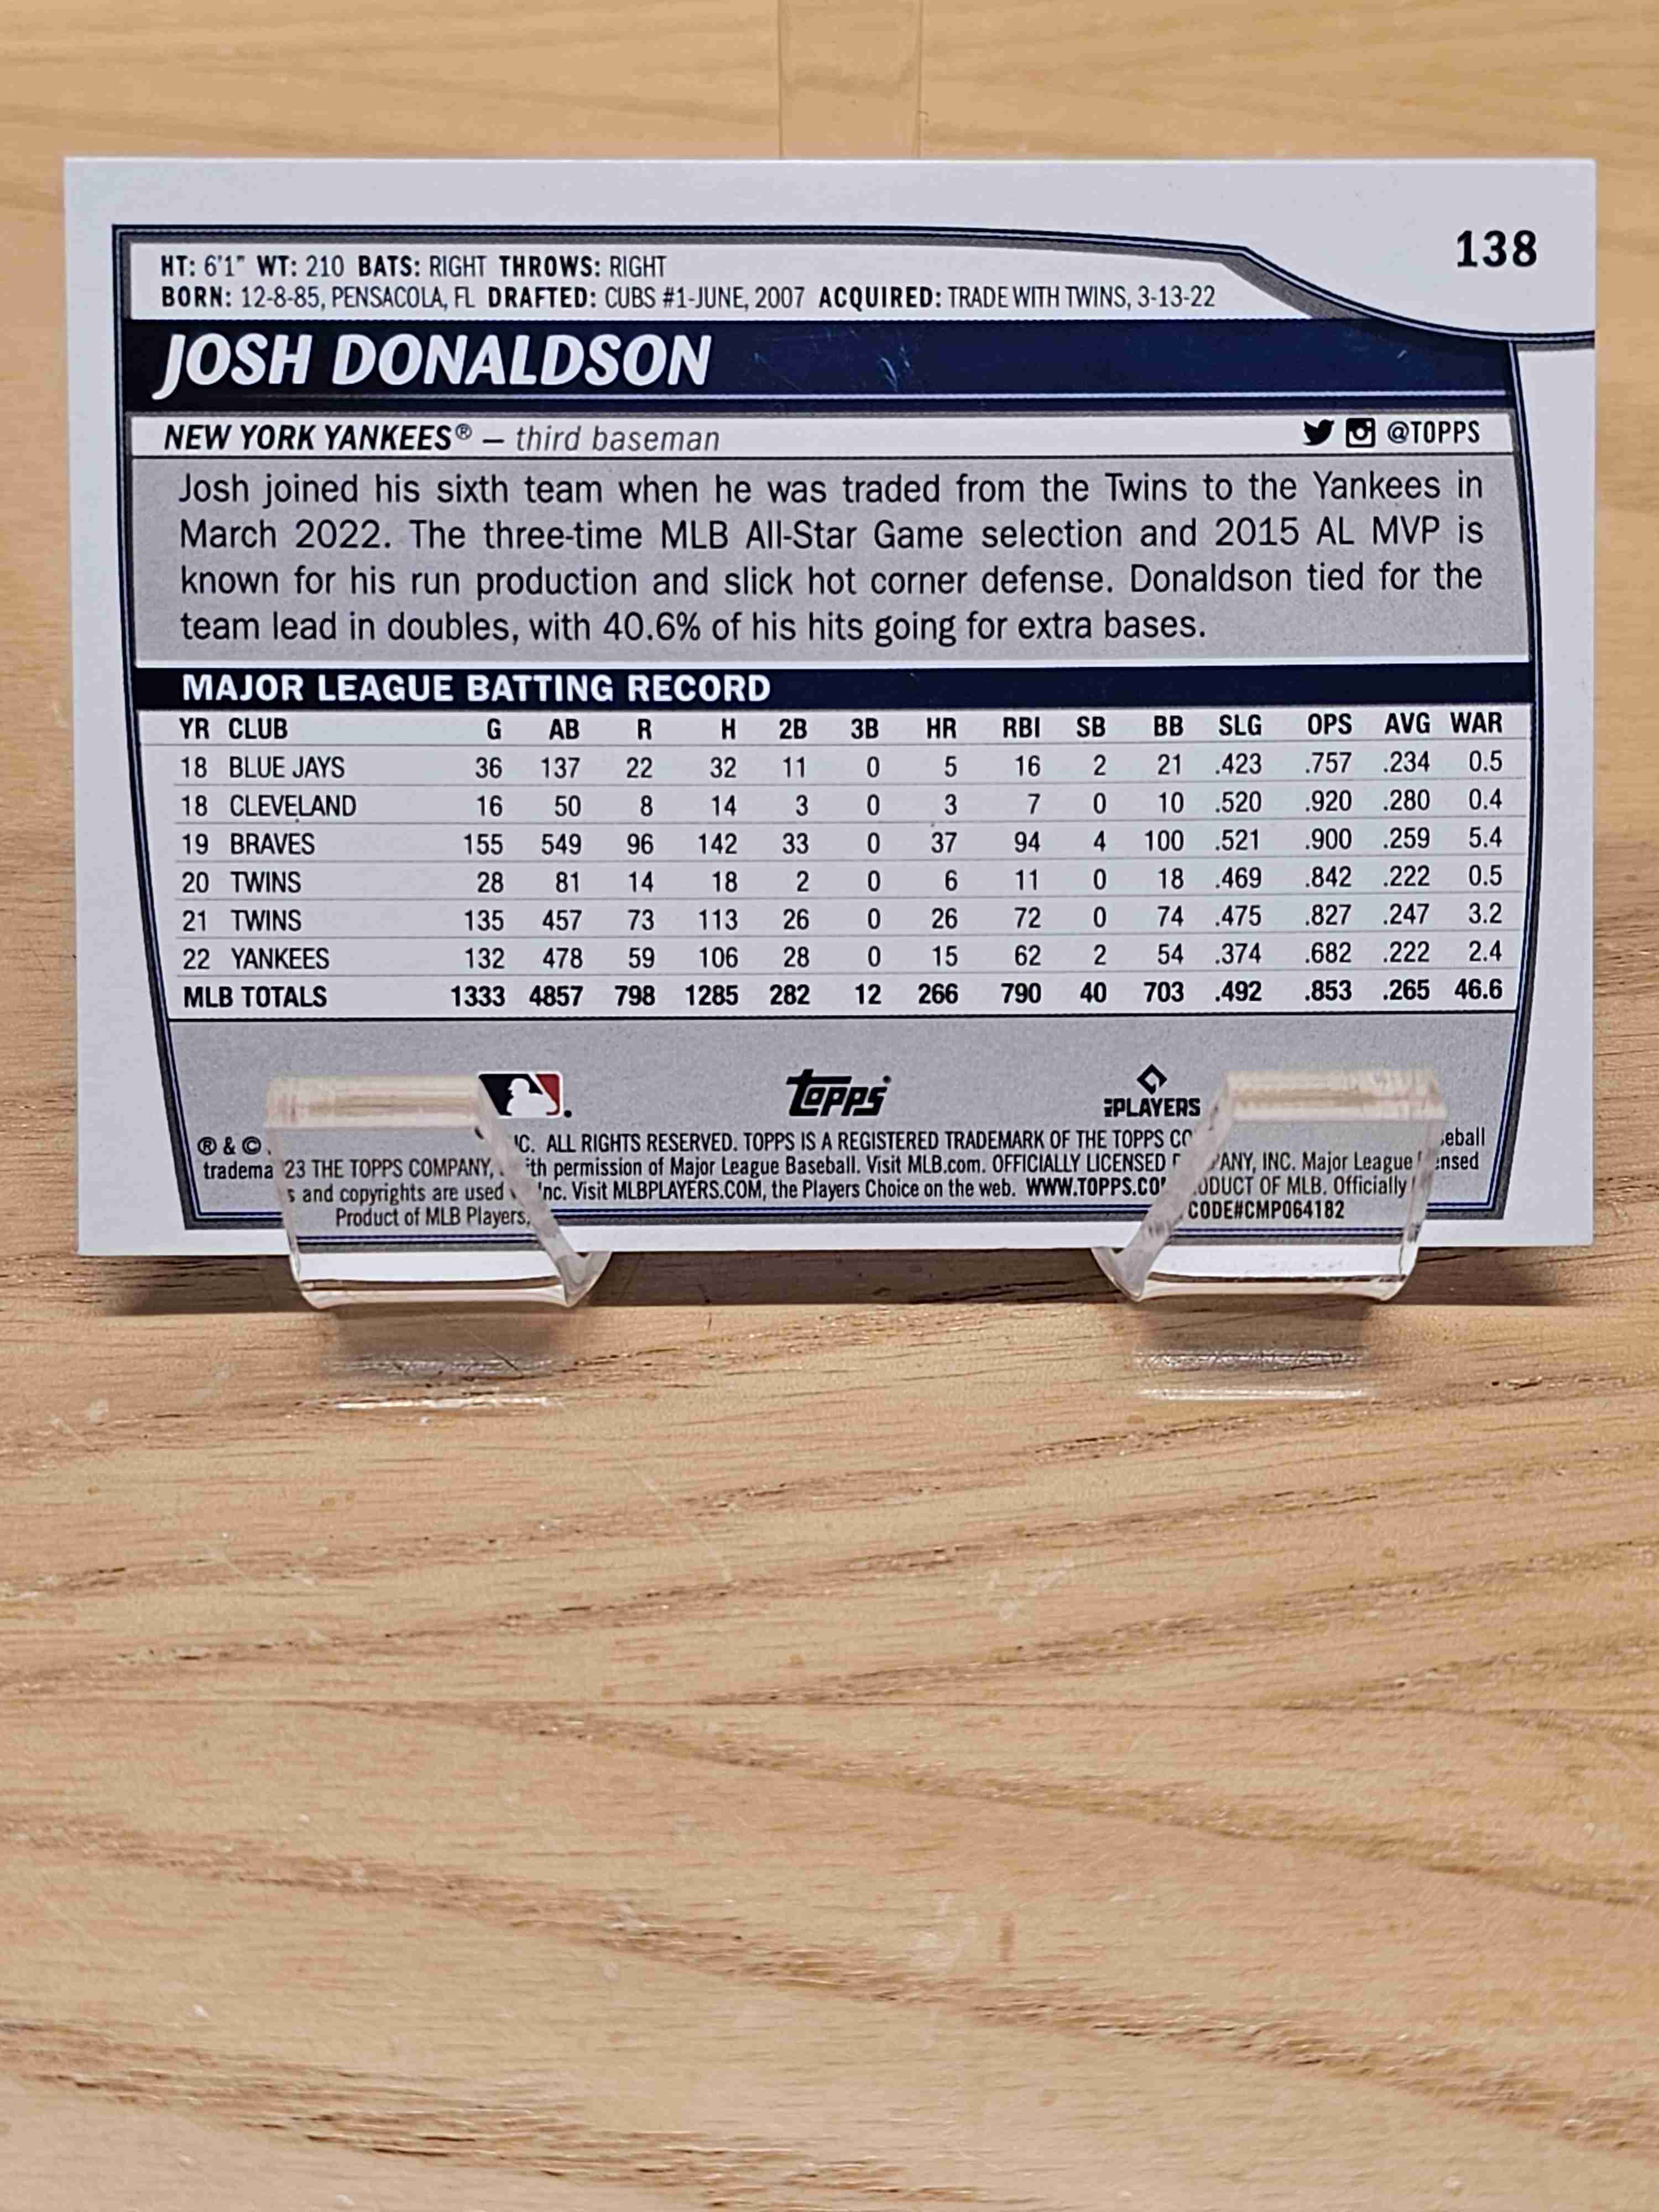 138
HT: 6'1" WT: 210 BATS: RIGHT THROWS: RIGHT
BORN: 12-8-85, PENSACOLA, FL DRAFTED: CUBS #1-JUNE, 2007 ACQUIRED: TRADE WITH TWINS, 3-13-22
JOSH DONALDSON
NEW YORK YANKEES® – third baseman @TOPPS
Josh joined his sixth team when he was traded from the Twins to the Yankees in
March 2022. The three-time MLB All-Star Game selection and 2015 AL MVP is
known for his run production and slick hot corner defense. Donaldson tied for the
team lead in doubles, with 40.6% of his hits going for extra bases.
MAJOR LEAGUE BATTING RECORD
YR CLUB G AB R H 2B 3B HR RBI SB BB SLG OPS AVG WAR
18 BLUE JAYS 36 137 22 32 11 0 5 16 2 21 .423 .757 .234 0.5
18 CLEVELAND 16 50 8 14 3 0 3 7 0 10 .520 .920 .280 0.4
19 BRAVES 155 549 96 142 33 0 37 94 4 100 .521 .900 .259 5.4
20 TWINS 28 81 14 18 2 0 6 11 0 18 .469 .842 .222 0.5
21 TWINS 135 457 73 113 26 0 26 72 0 74 .475 .827 .247 3.2
22 YANKEES 132 478 59 106 28 0 15 62 2 54 .374 .682 .222 2.4
MLB TOTALS 1333 4857 798 1285 282 12 266 790 40 703 .492 .853 .265 46.6
Topps PLAYERS
® & © 23 THE TOPPS COMPANY, ALL RIGHTS RESERVED. TOPPS IS A REGISTERED TRADEMARK OF THE TOPPS PANY, INC. Major League
and copyrights are used permission of Major League Baseball. Visit MLB.com. OFFICIALLY LICENSED ODUCT OF MLB. Officially
Product of MLB Players, Inc. Visit MLBPLAYERS.COM, the Players Choice on the web. WWW.TOPPS.CO CODE#CMP064182